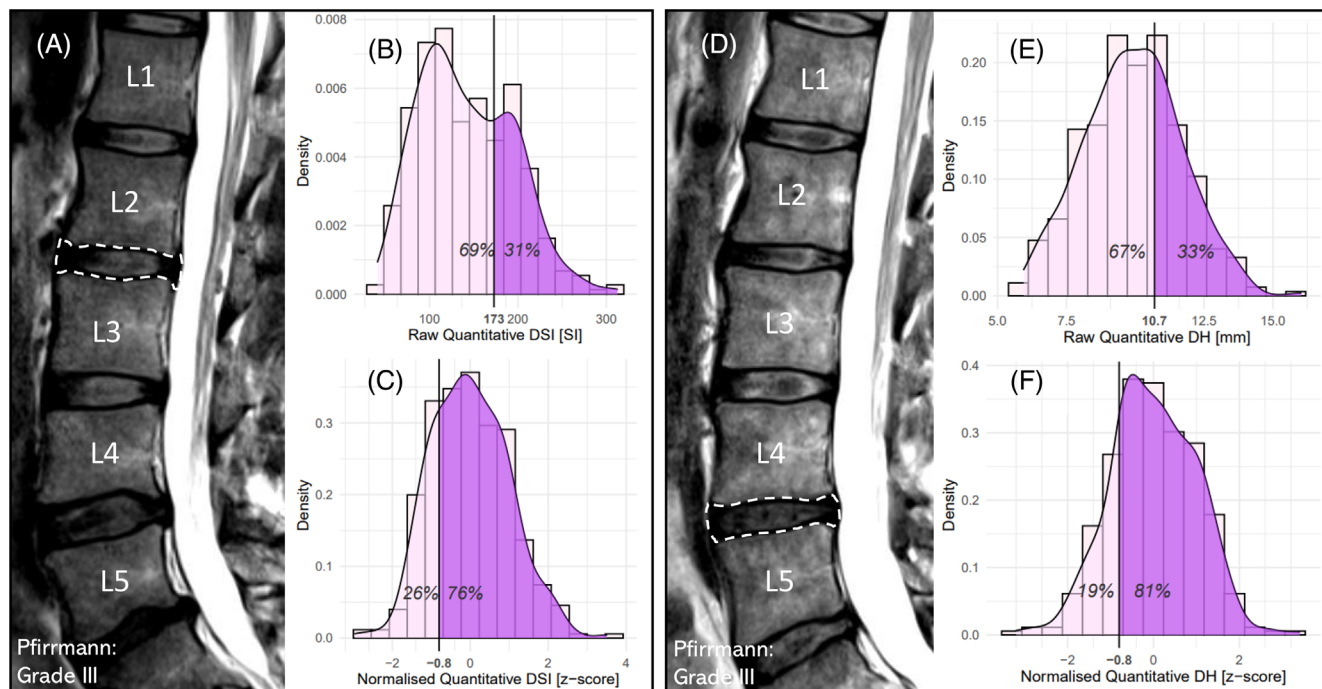 (A)
L1
L2
L3
L4
L5
Pfirrmann:
Grade III
(B)
0.008
0.006
0.004
0.002
0.000
Density
69% 31%
100 173 200 300
Raw Quantitative DSI [SI]
(C)
0.3
0.2
0.1
0.0
Density
26% 76%
−2 −0.8 0 2 4
Normalised Quantitative DSI [z−score]
(D)
L1
L2
L3
L4
L5
Pfirrmann:
Grade III
(E)
0.20
0.15
0.10
0.05
0.00
Density
67% 33%
5.0 7.5 10.7 12.5 15.0
Raw Quantitative DH [mm]
(F)
0.4
0.3
0.2
0.1
0.0
Density
19% 81%
−2 −0.8 0 2
Normalised Quantitative DH [z−score]